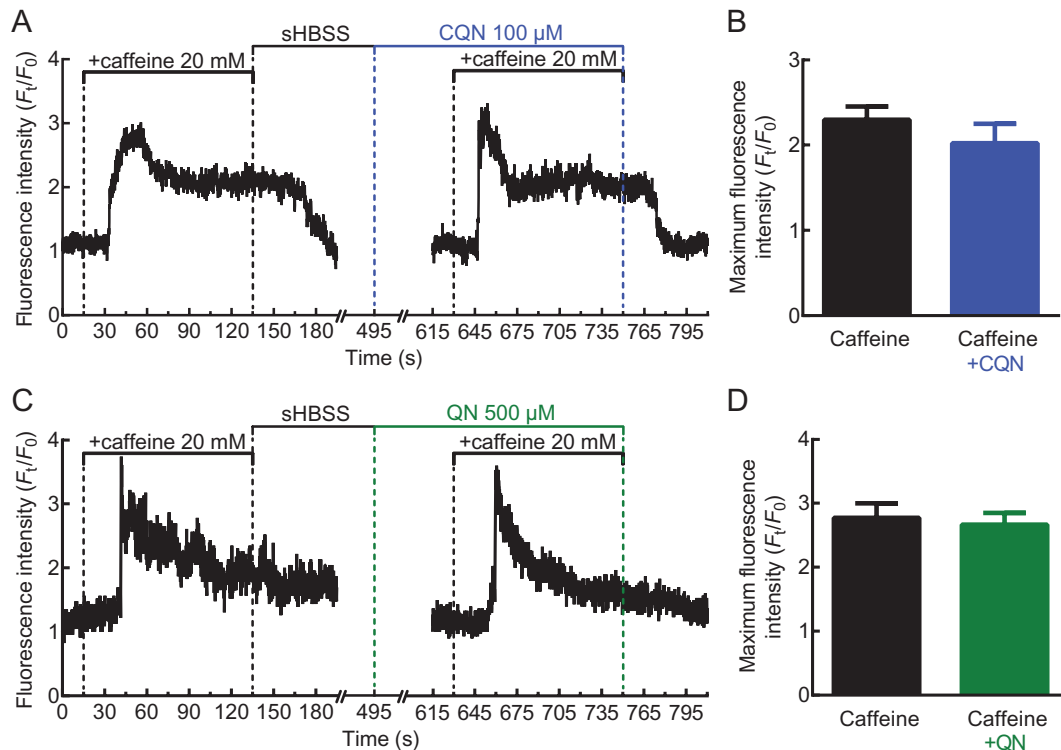 A
sHBSS
CQN 100 µM
+caffeine 20 mM
+caffeine 20 mM
Fluorescence intensity (Ft/F0)
4
3
2
1
0
0 30 60 90 120 150 180 495 615 645 675 705 735 765 795
Time (s)
B
Maximum fluorescence
intensity (Ft/F0)
3
2
1
0
Caffeine
Caffeine
+CQN
C
sHBSS
QN 500 µM
+caffeine 20 mM
+caffeine 20 mM
Fluorescence intensity (Ft/F0)
4
3
2
1
0
0 30 60 90 120 150 180 495 615 645 675 705 735 765 795
Time (s)
D
Maximum fluorescence
intensity (Ft/F0)
4
3
2
1
0
Caffeine
Caffeine
+QN